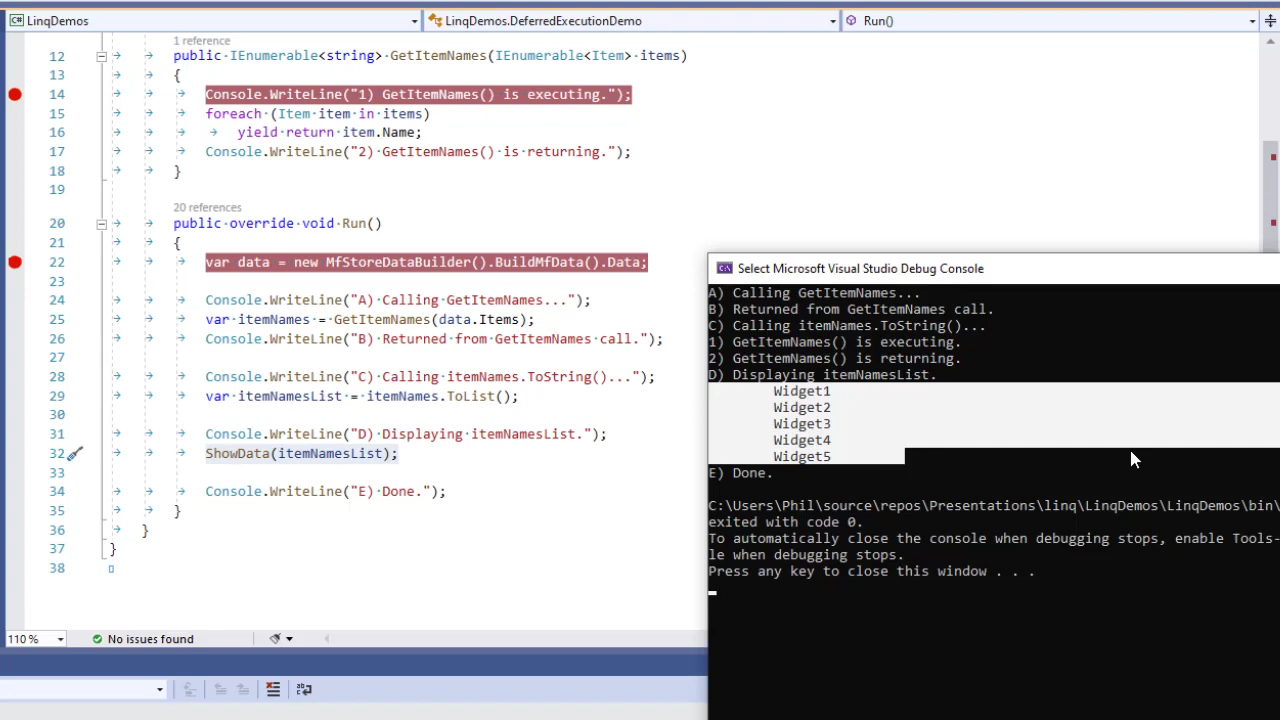 LinqDemos
LinqDemos.DeferredExecutionDemo
Run()
1 reference
12 public IEnumerable<string> GetItemNames(IEnumerable<Item> items)
13 {
14 Console.WriteLine("1) GetItemNames() is executing.");
15 foreach (Item item in items)
16 yield return item.Name;
17 Console.WriteLine("2) GetItemNames() is returning.");
18 }
19
20 references
20 public override void Run()
21 {
22 var data = new MfStoreDataBuilder().BuildMfData().Data;
23
24 Console.WriteLine("A) Calling GetItemNames...");
25 var itemNames = GetItemNames(data.Items);
26 Console.WriteLine("B) Returned from GetItemNames call.");
27
28 Console.WriteLine("C) Calling itemNames.ToString()...");
29 var itemNamesList = itemNames.ToList();
30
31 Console.WriteLine("D) Displaying itemNamesList.");
32 ShowData(itemNamesList);
33
34 Console.WriteLine("E) Done.");
35 }
36 }
37 }
38
110 %
No issues found
Select Microsoft Visual Studio Debug Console
A) Calling GetItemNames...
B) Returned from GetItemNames call.
C) Calling itemNames.ToString()...
1) GetItemNames() is executing.
2) GetItemNames() is returning.
D) Displaying itemNamesList.
Widget1
Widget2
Widget3
Widget4
Widget5
E) Done.
C:\Users\Phil\source\repos\Presentations\linq\LinqDemos\LinqDemos\bin\
exited with code 0.
To automatically close the console when debugging stops, enable Tools-
le when debugging stops.
Press any key to close this window . . .